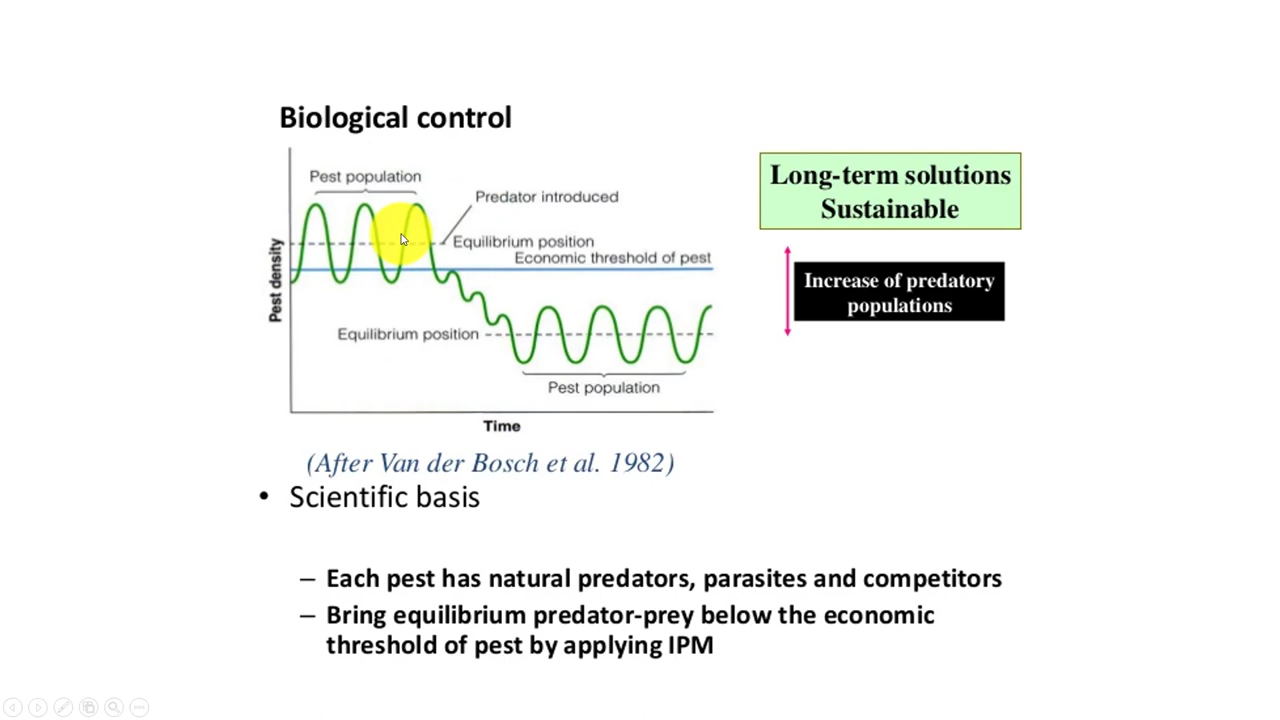 Biological control
Pest population
Predator introduced
Equilibrium position
Economic threshold of pest
Pest density
Equilibrium position
Pest population
Time
Long-term solutions
Sustainable
Increase of predatory
populations
(After Van der Bosch et al. 1982)
• Scientific basis
– Each pest has natural predators, parasites and competitors
– Bring equilibrium predator-prey below the economic
threshold of pest by applying IPM